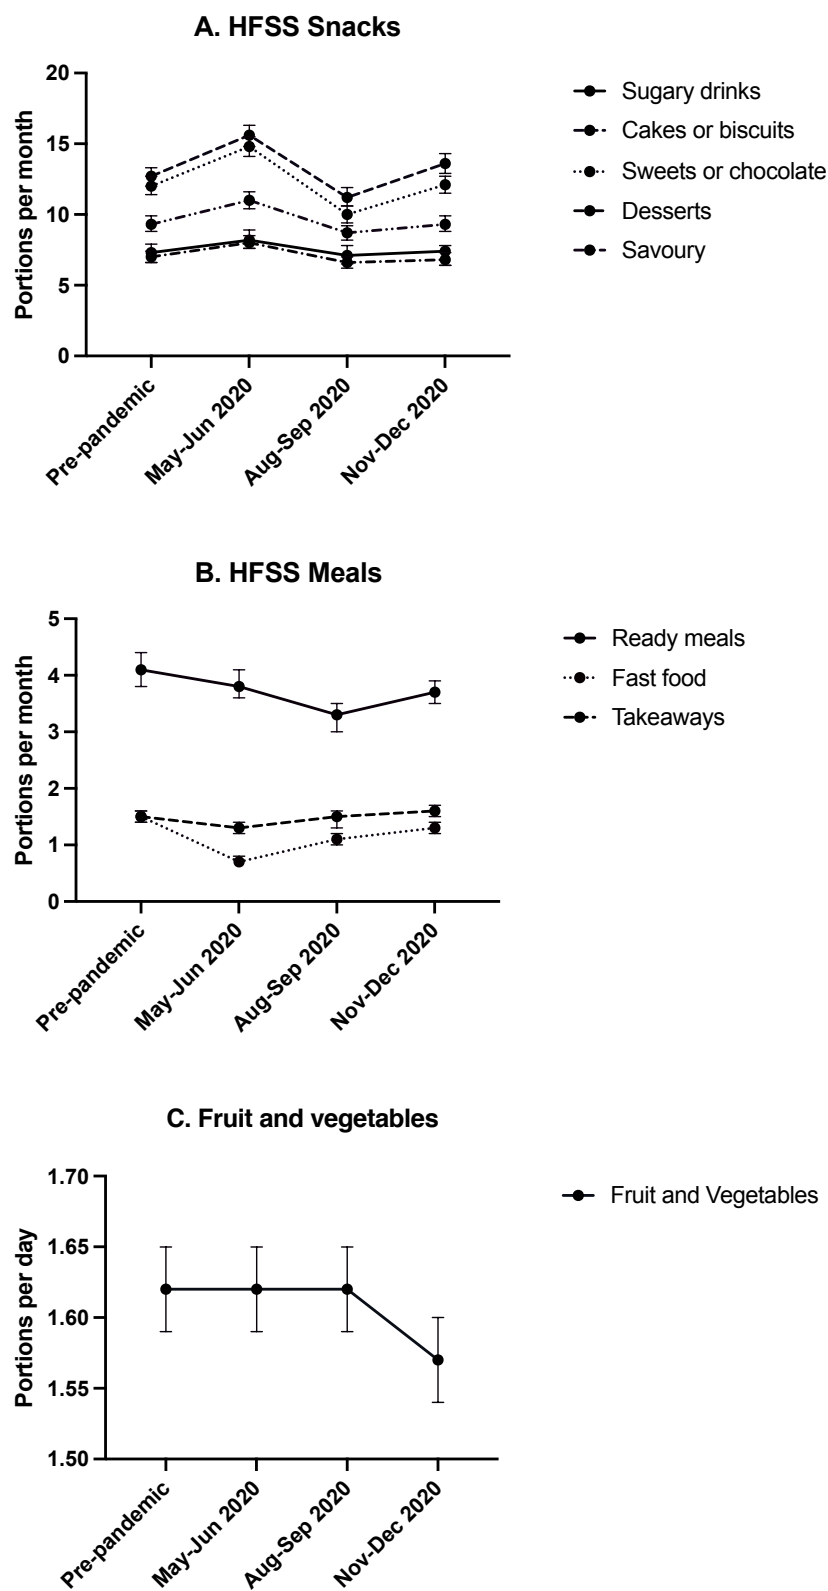 A. HFSS Snacks
20
15
10
5
0
Portions per month
Pre-pandemic
May-Jun 2020
Aug-Sep 2020
Nov-Dec 2020
Sugary drinks
Cakes or biscuits
Sweets or chocolate
Desserts
Savoury
B. HFSS Meals
5
4
3
2
1
0
Portions per month
Pre-pandemic
May-Jun 2020
Aug-Sep 2020
Nov-Dec 2020
Ready meals
Fast food
Takeaways
C. Fruit and vegetables
1.70
1.65
1.60
1.55
1.50
Portions per day
Pre-pandemic
May-Jun 2020
Aug-Sep 2020
Nov-Dec 2020
Fruit and Vegetables